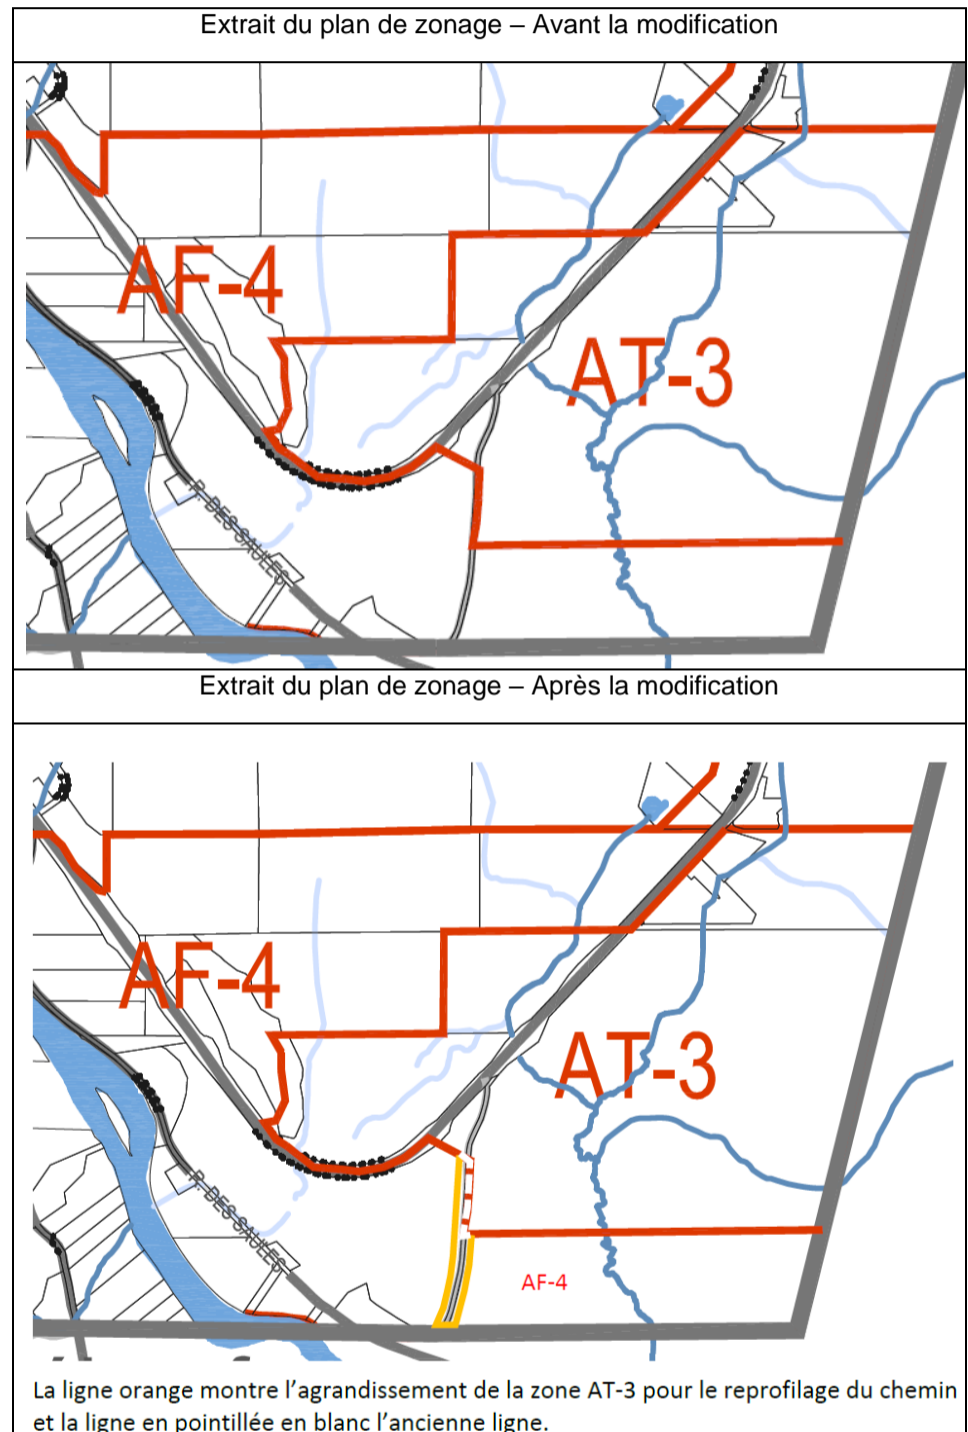 Extrait du plan de zonage – Avant la modification
AF-4
AT-3
R. DES SAULES
Extrait du plan de zonage – Après la modification
AF-4
AT-3
R. DES SAULES
AF-4
La ligne orange montre l'agrandissement de la zone AT-3 pour le reprofilage du chemin
et la ligne en pointillée en blanc l'ancienne ligne.